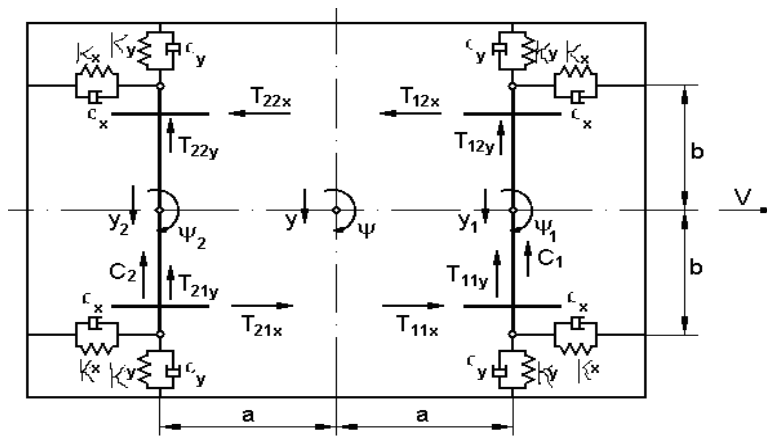 Kx Ky cy cy Ky Kx
cx T22x T12x cx
T22y T12y b
y2 Ψ2 y Ψ y1 Ψ1 V
C2 T21y T11y C1 b
cx T21x T11x cx
Kx Ky cy cy Ky Kx
a a